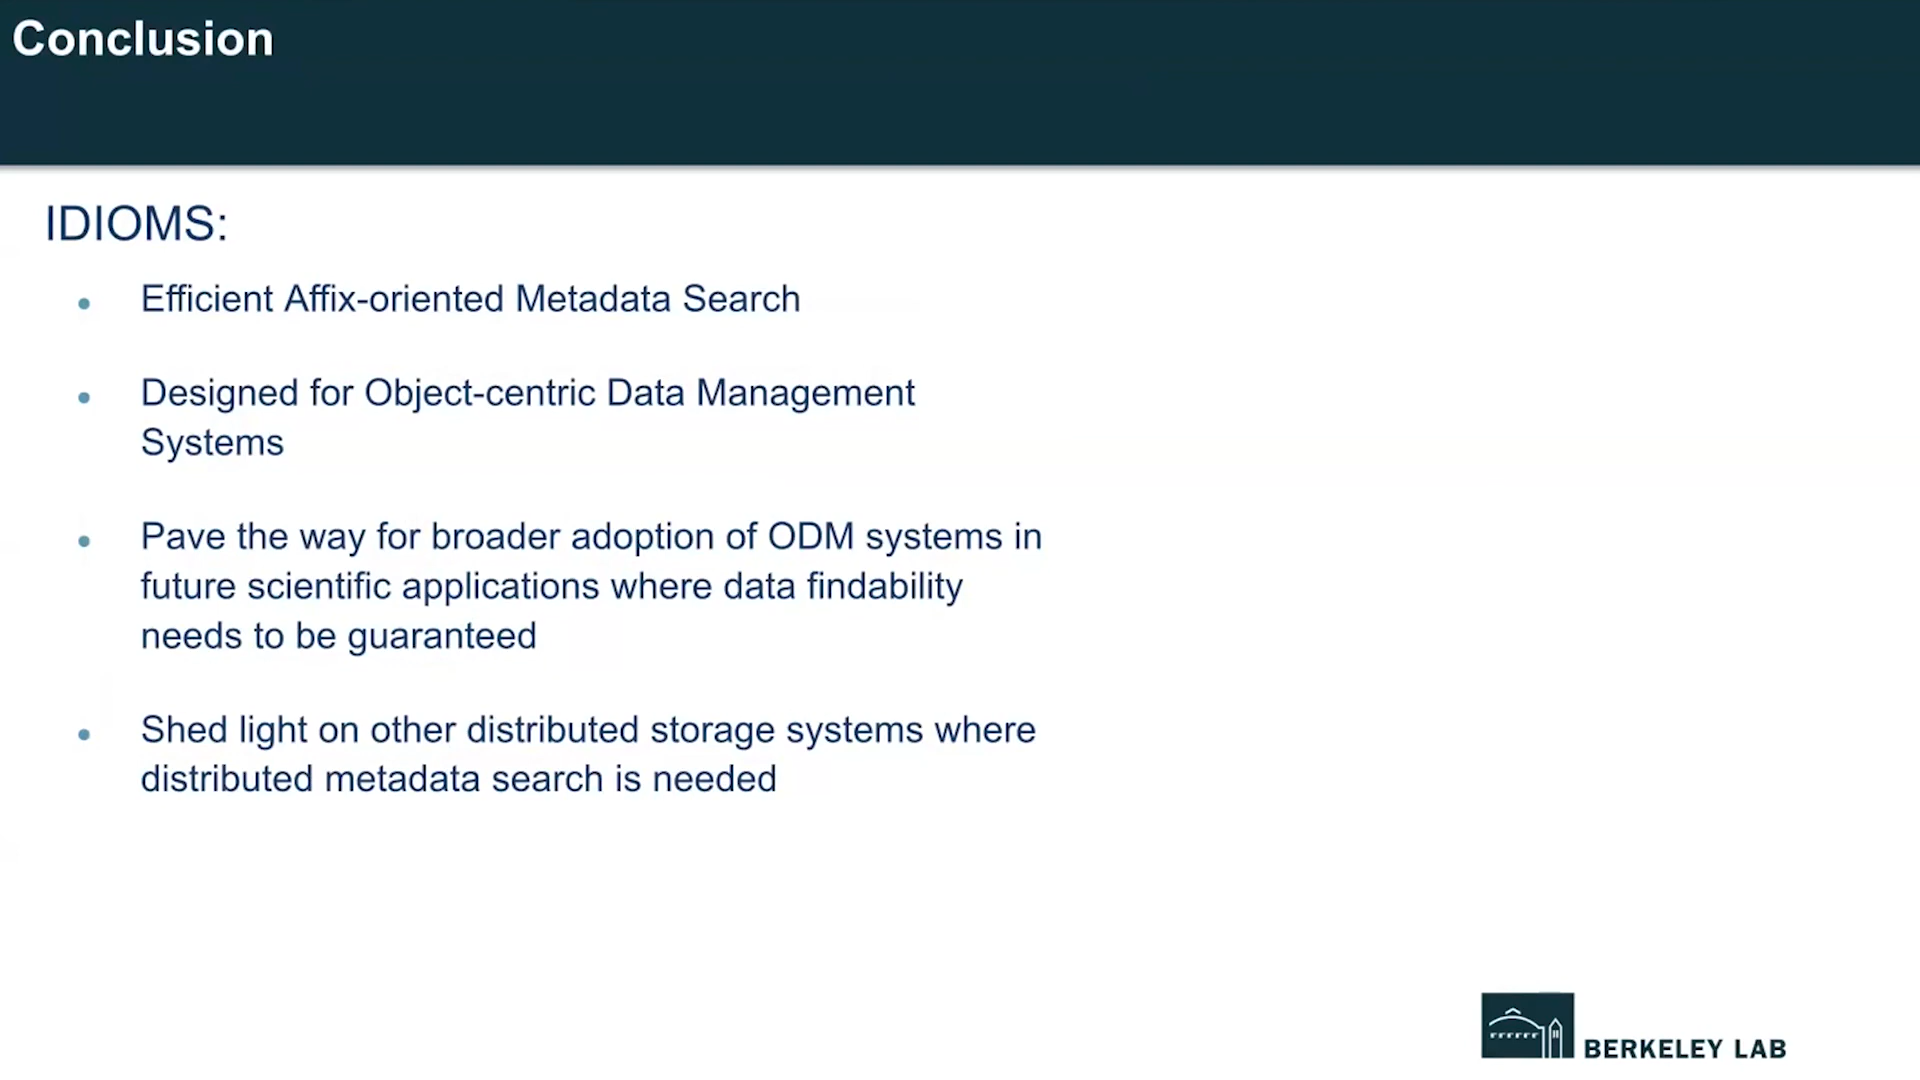 Conclusion
IDIOMS:
• Efficient Affix-oriented Metadata Search
• Designed for Object-centric Data Management
Systems
• Pave the way for broader adoption of ODM systems in
future scientific applications where data findability
needs to be guaranteed
• Shed light on other distributed storage systems where
distributed metadata search is needed
BERKELEY LAB